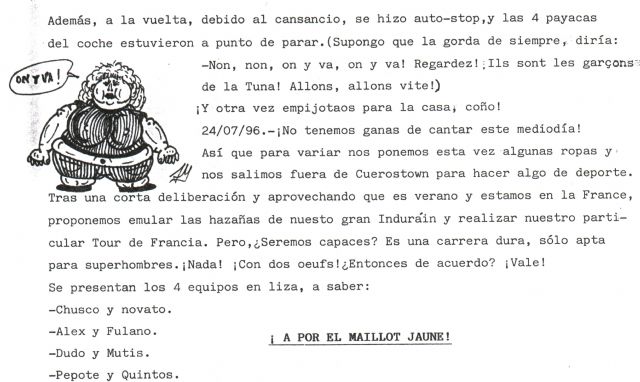 Además, a la vuelta, debido al cansancio, se hizo auto-stop,y las 4 payacas
del coche estuvieron a punto de parar.(Supongo que la gorda de siempre, diría:
-Non, non, on y va, on y va! Regardez!¡Ils sont les garçons
de la Tuna! Allons, allons vite!)
ON Y VA!
¡Y otra vez empijotaos para la casa, coño!
24/07/96.-¡No tenemos ganas de cantar este mediodía!
Así que para variar nos ponemos esta vez algunas ropas y
nos salimos fuera de Cuerostown para hacer algo de deporte.
Tras una corta deliberación y aprovechando que es verano y estamos en la France,
proponemos emular las hazañas de nuesto gran Induráin y realizar nuestro parti-
cular Tour de Francia. Pero,¿Seremos capaces? Es una carrera dura, sólo apta
para superhombres.¡Nada! ¡Con dos oeufs!¿Entonces de acuerdo? ¡Vale!
Se presentan los 4 equipos en liza, a saber:
-Chusco y novato.
-Alex y Fulano.
¡ A POR EL MAILLOT JAUNE!
-Dudo y Mutis.
-Pepote y Quintos.